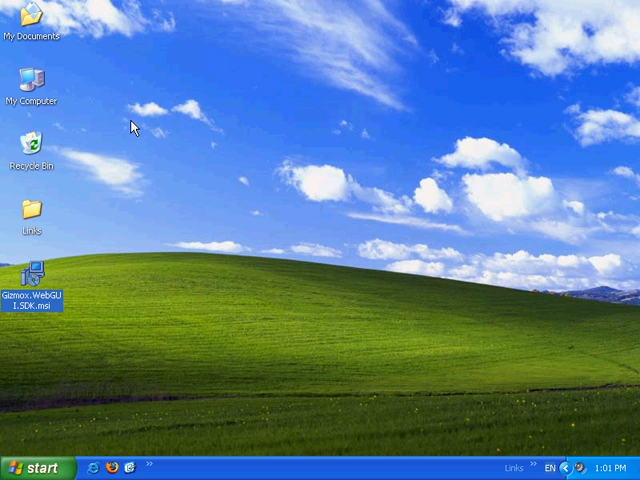 My Documents
My Computer
Recycle Bin
Links
Gizmox.WebGU
I.SDK.msi
start
Links
EN
1:01 PM